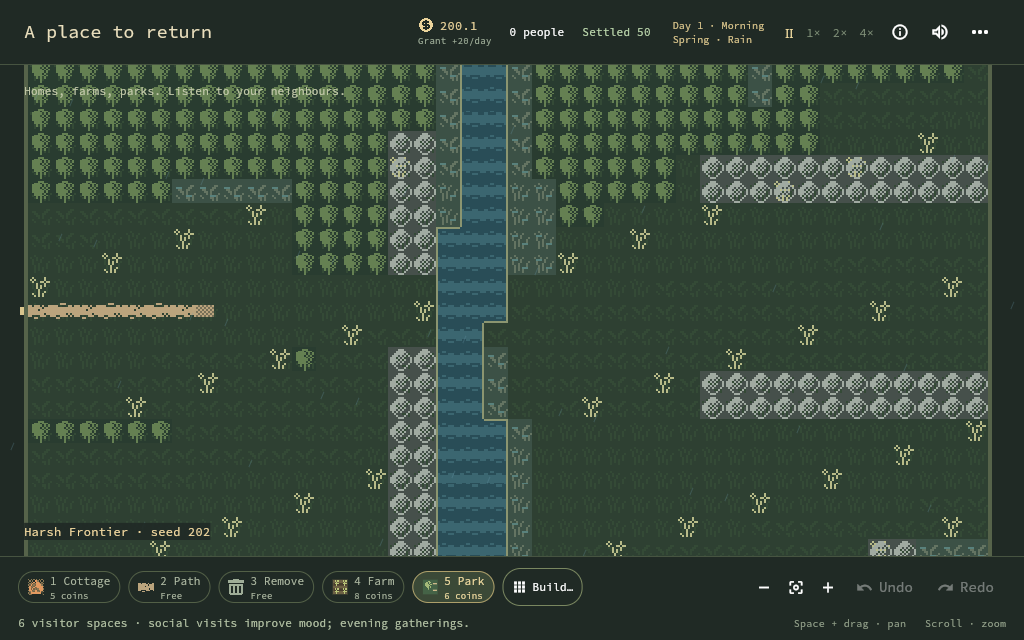 A place to return
200.1
Grant +20/day
0 people
Settled 50
Day 1 · Morning
Spring · Rain
II 1× 2× 4×
Homes, farms, parks. Listen to your neighbours.
Harsh Frontier · seed 202
1 Cottage
5 coins
2 Path
Free
3 Remove
Free
4 Farm
8 coins
5 Park
6 coins
Build…
Undo
Redo
6 visitor spaces · social visits improve mood; evening gatherings.
Space + drag · pan
Scroll · zoom